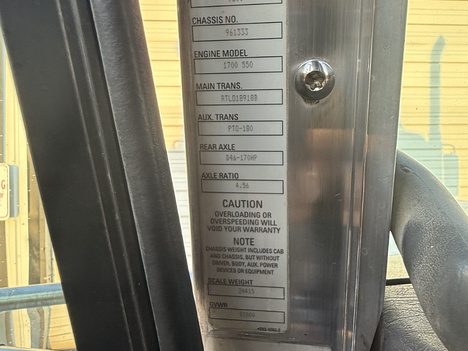 CHASSIS NO.
961333
ENGINE MODEL
1700 550
MAIN TRANS.
RTLO18918B
AUX. TRANS
PTO-1BO
REAR AXLE
S46-170HP
AXLE RATIO
4.56
CAUTION
OVERLOADING OR
OVERSPEEDING WILL
VOID YOUR WARRANTY
NOTE
CHASSIS WEIGHT INCLUDES CAB
AND CHASSIS, BUT WITHOUT
DRIVER, BODY, AUX. POWER
DEVICES OR EQUIPMENT
SCALE WEIGHT
GVWR